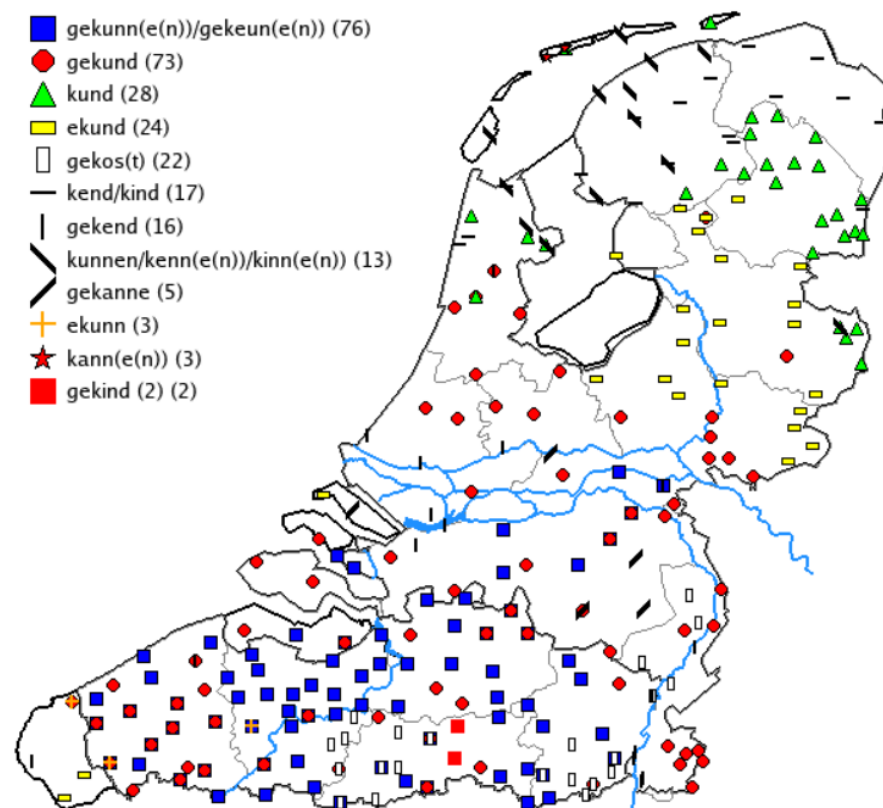 gekunn(e(n))/gekeun(e(n)) (76)
gekund (73)
kund (28)
ekund (24)
gekos(t) (22)
kend/kind (17)
gekend (16)
kunnen/kenn(e(n))/kinn(e(n)) (13)
gekanne (5)
ekunn (3)
kann(e(n)) (3)
gekind (2) (2)